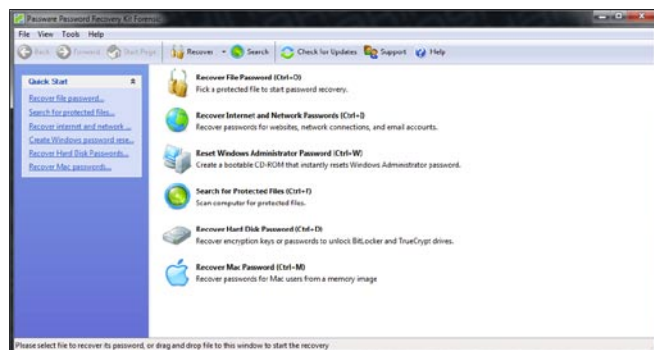 Passware Password Recovery Kit Forensic
File View Tools Help
Back Forward Start Page Recover Search Check for Updates Support Help
Quick Start
Recover file password...
Search for protected files...
Recover internet and network ...
Create Windows password rese...
Recover Hard Disk Passwords...
Recover Mac passwords...
Recover File Password (Ctrl+O)
Pick a protected file to start password recovery.
Recover Internet and Network Passwords (Ctrl+I)
Recover passwords for websites, network connections, and email accounts.
Reset Windows Administrator Password (Ctrl+W)
Create a bootable CD-ROM that instantly resets Windows Administrator password.
Search for Protected Files (Ctrl+F)
Scan computer for protected files.
Recover Hard Disk Password (Ctrl+D)
Recover encryption keys or passwords to unlock BitLocker and TrueCrypt drives.
Recover Mac Password (Ctrl+M)
Recover passwords for Mac users from a memory image
Please select file to recover its password, or drag and drop file to this window to start the recovery